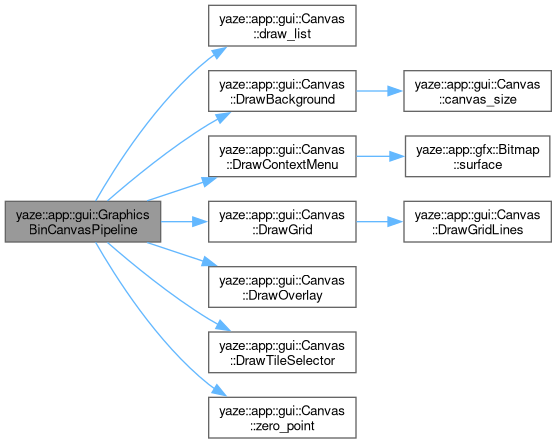 yaze::app::gui::Graphics
BinCanvasPipeline
yaze::app::gui::Canvas
::draw_list
yaze::app::gui::Canvas
::DrawBackground
yaze::app::gui::Canvas
::canvas_size
yaze::app::gui::Canvas
::DrawContextMenu
yaze::app::gfx::Bitmap
::surface
yaze::app::gui::Canvas
::DrawGrid
yaze::app::gui::Canvas
::DrawGridLines
yaze::app::gui::Canvas
::DrawOverlay
yaze::app::gui::Canvas
::DrawTileSelector
yaze::app::gui::Canvas
::zero_point